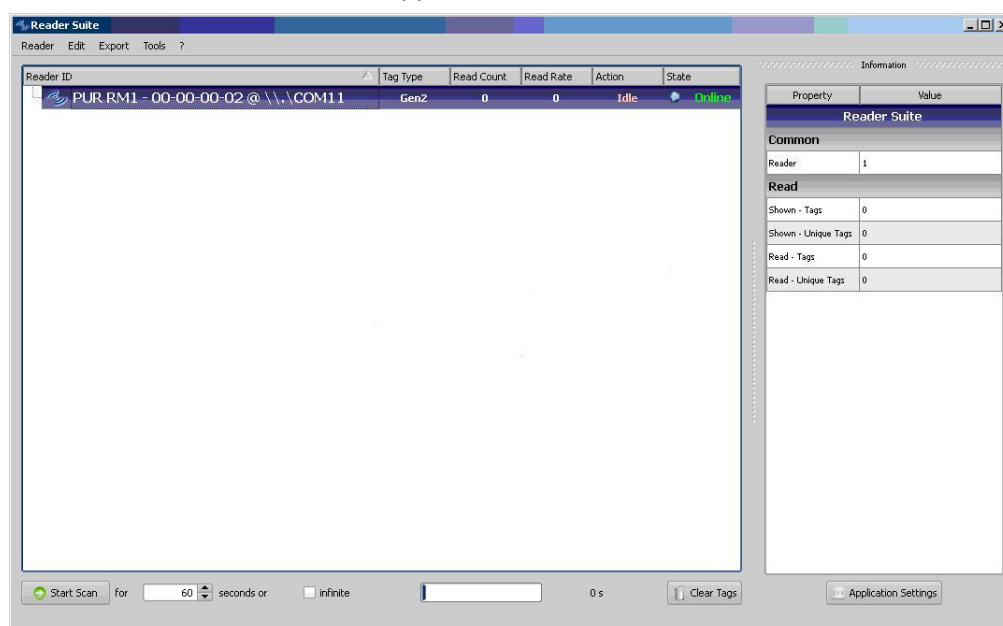 Reader Suite
Reader Edit Export Tools ?
Information
Reader ID Tag Type Read Count Read Rate Action State
PUR RM1 - 00-00-00-02 @ \\.\COM11 Gen2 0 0 Idle Online
Property Value
Reader Suite
Common
Reader 1
Read
Shown - Tags 0
Shown - Unique Tags 0
Read - Tags 0
Read - Unique Tags 0
Start Scan for 60 seconds or infinite 0 s Clear Tags
Application Settings